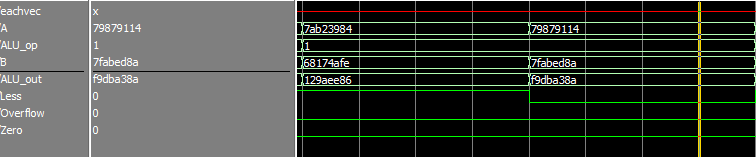 /eachvec x
/A 79879114 7ab23984 79879114
/ALU_op 1 1
/B 7fabed8a 68174afe 7fabed8a
/ALU_out f9dba38a 129aee86 f9dba38a
/Less 0
/Overflow 0
/Zero 0